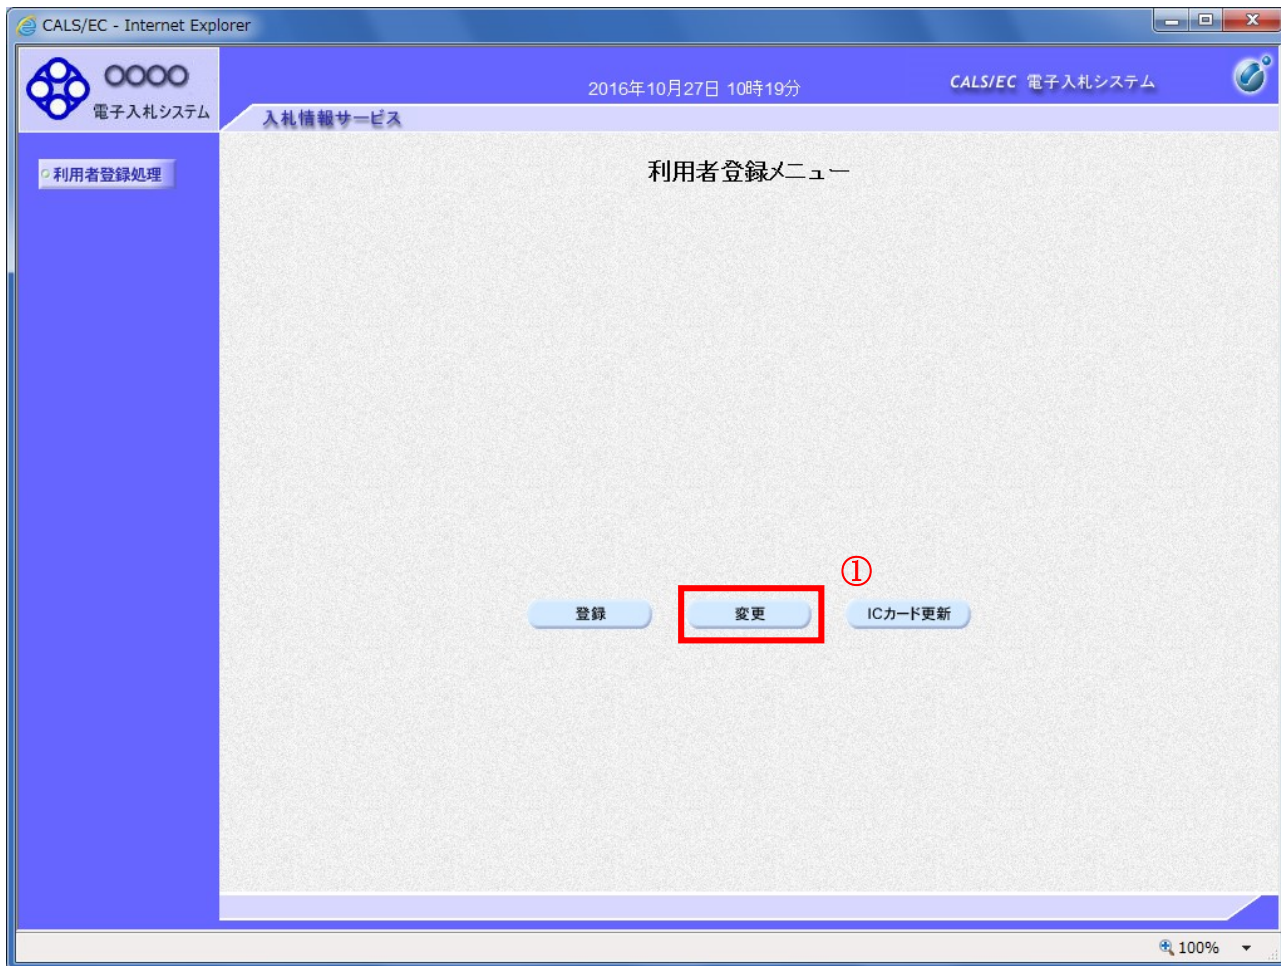 CALS/EC - Internet Explorer
〇〇〇〇
電子入札システム
2016年10月27日 10時19分
CALS/EC 電子入札システム
入札情報サービス
利用者登録処理
利用者登録メニュー
①
登録
変更
ICカード更新
100%